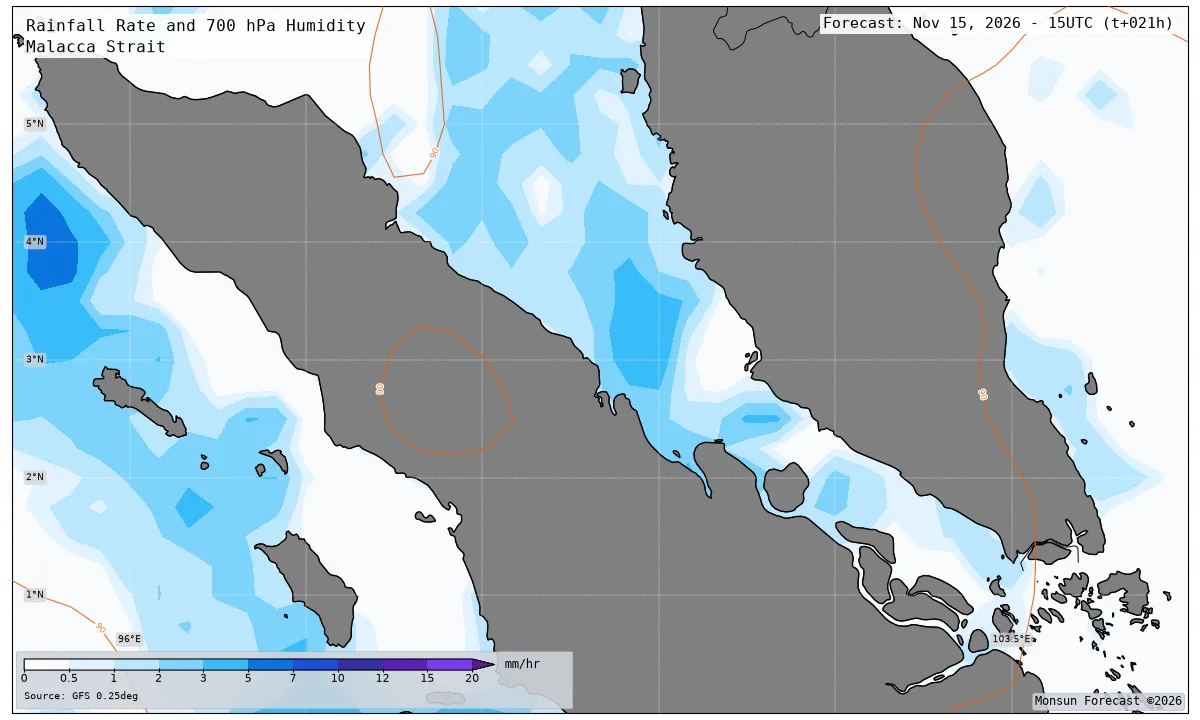 Rainfall Rate and 700 hPa Humidity
Malacca Strait
Forecast: Nov 15, 2026 - 15UTC (t+021h)
5°N
90
4°N
3°N
90
90
2°N
1°N
90
96°E
103.5°E
mm/hr
0 0.5 1 2 3 5 7 10 12 15 20
Source: GFS 0.25deg
Monsun Forecast ©2026